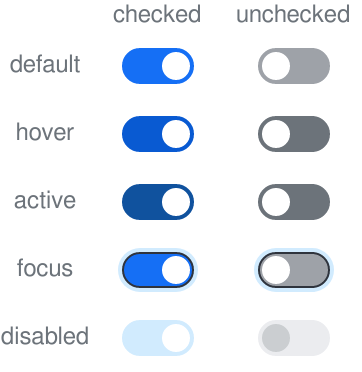 checked unchecked
default
hover
active
focus
disabled